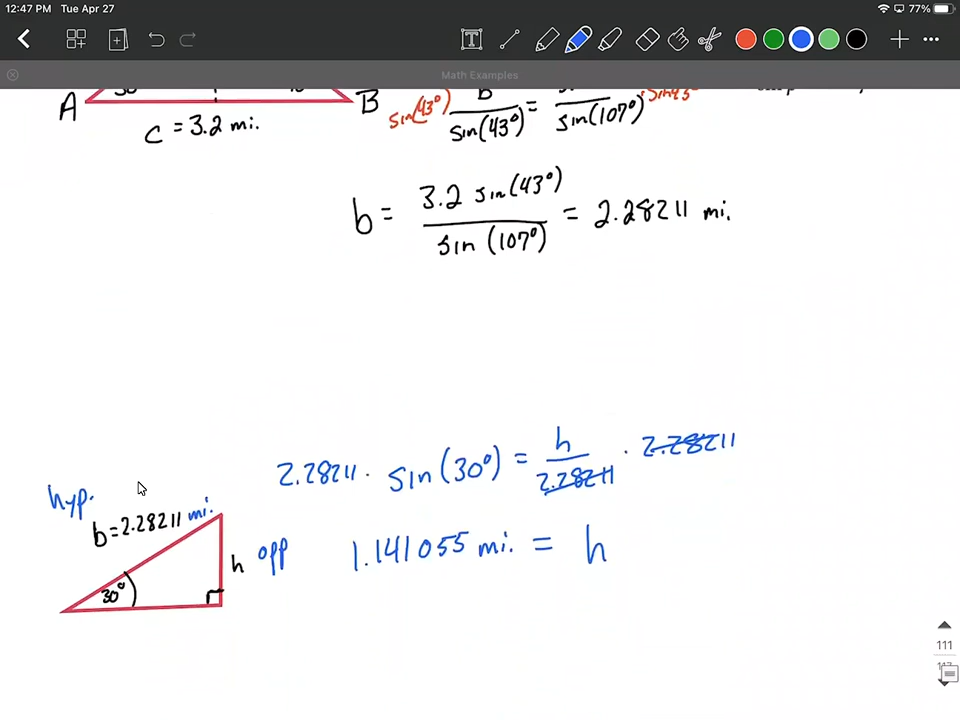 12:47 PM Tue Apr 27
77%
T
Math Examples
A
B
c = 3.2 mi.
sin(43°)
sin(43°) = sin(107°)
b = 3.2 sin(43°) / sin(107°) = 2.28211 mi.
2.28211 · sin(30°) = h / 2.28211 · 2.28211
hyp.
b=2.28211 mi.
h opp
30°
1.141055 mi. = h
111